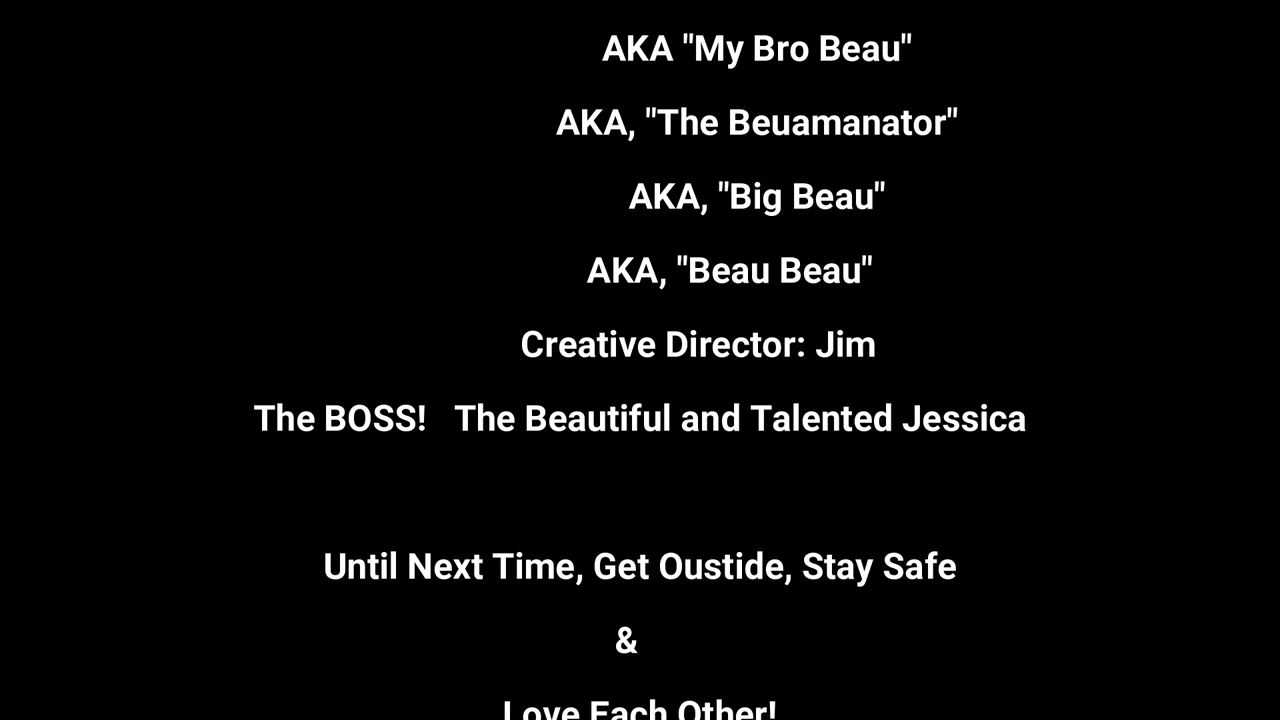 AKA "My Bro Beau"
AKA, "The Beuamanator"
AKA, "Big Beau"
AKA, "Beau Beau"
Creative Director: Jim
The BOSS!   The Beautiful and Talented Jessica
Until Next Time, Get Oustide, Stay Safe
&
Love Each Other!